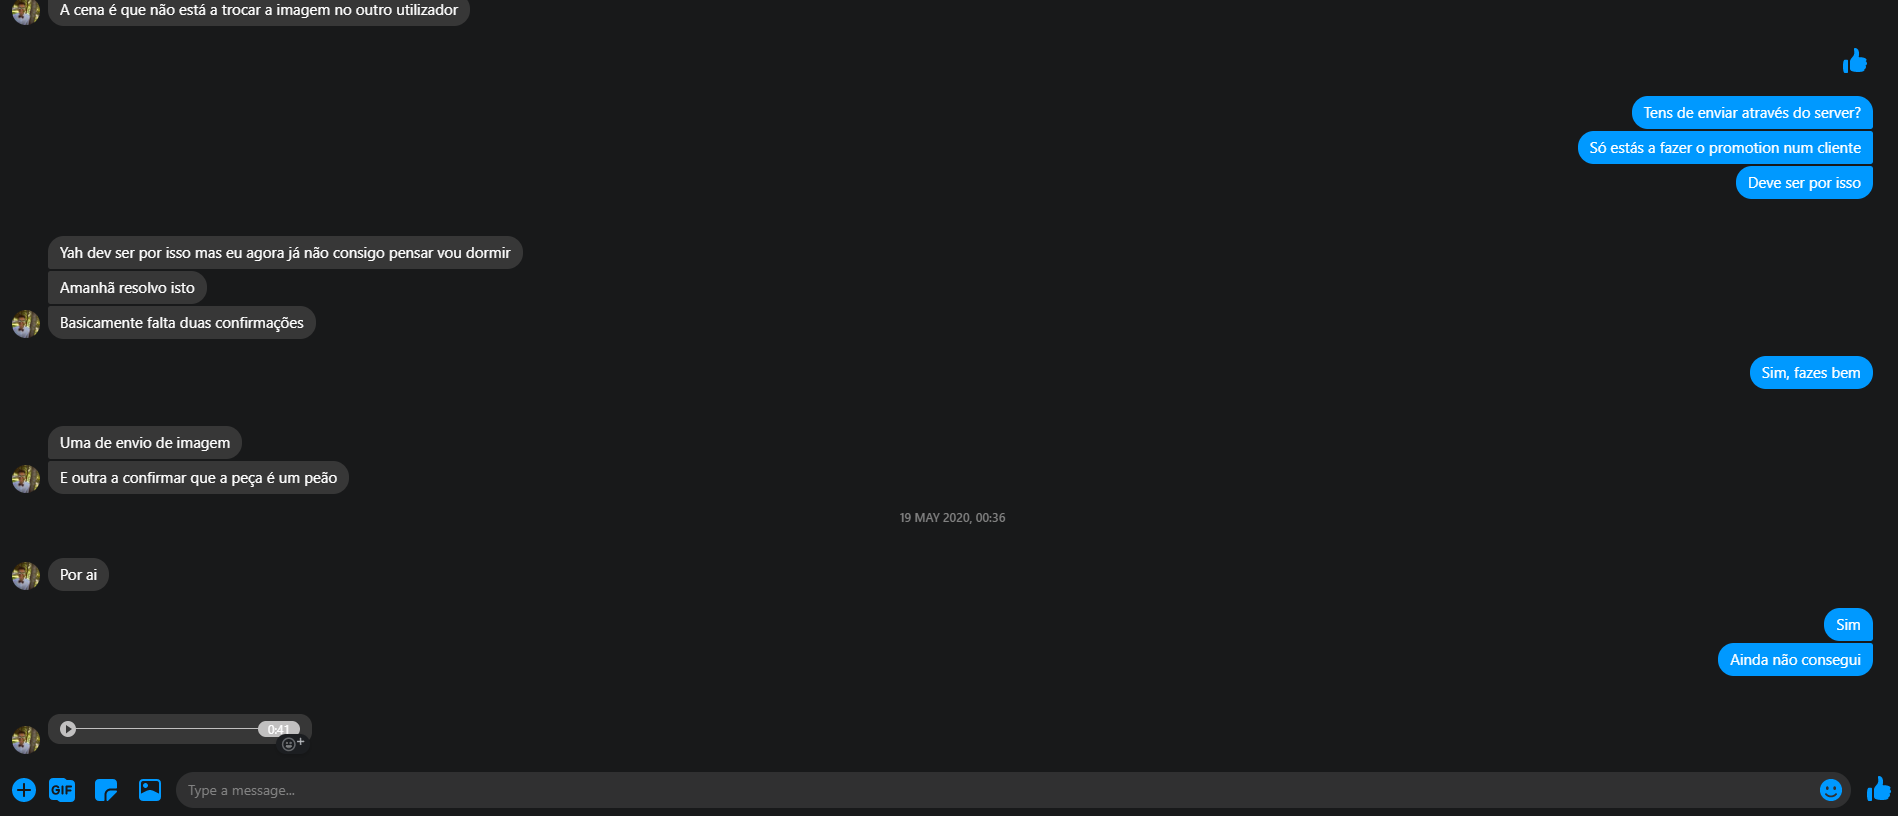 A cena é que não está a trocar a imagem no outro utilizador
Tens de enviar através do server?
Só estás a fazer o promotion num cliente
Deve ser por isso
Yah dev ser por isso mas eu agora já não consigo pensar vou dormir
Amanhã resolvo isto
Basicamente falta duas confirmações
Sim, fazes bem
Uma de envio de imagem
E outra a confirmar que a peça é um peão
19 MAY 2020, 00:36
Por ai
Sim
Ainda não consegui
0:41
GIF
Type a message...